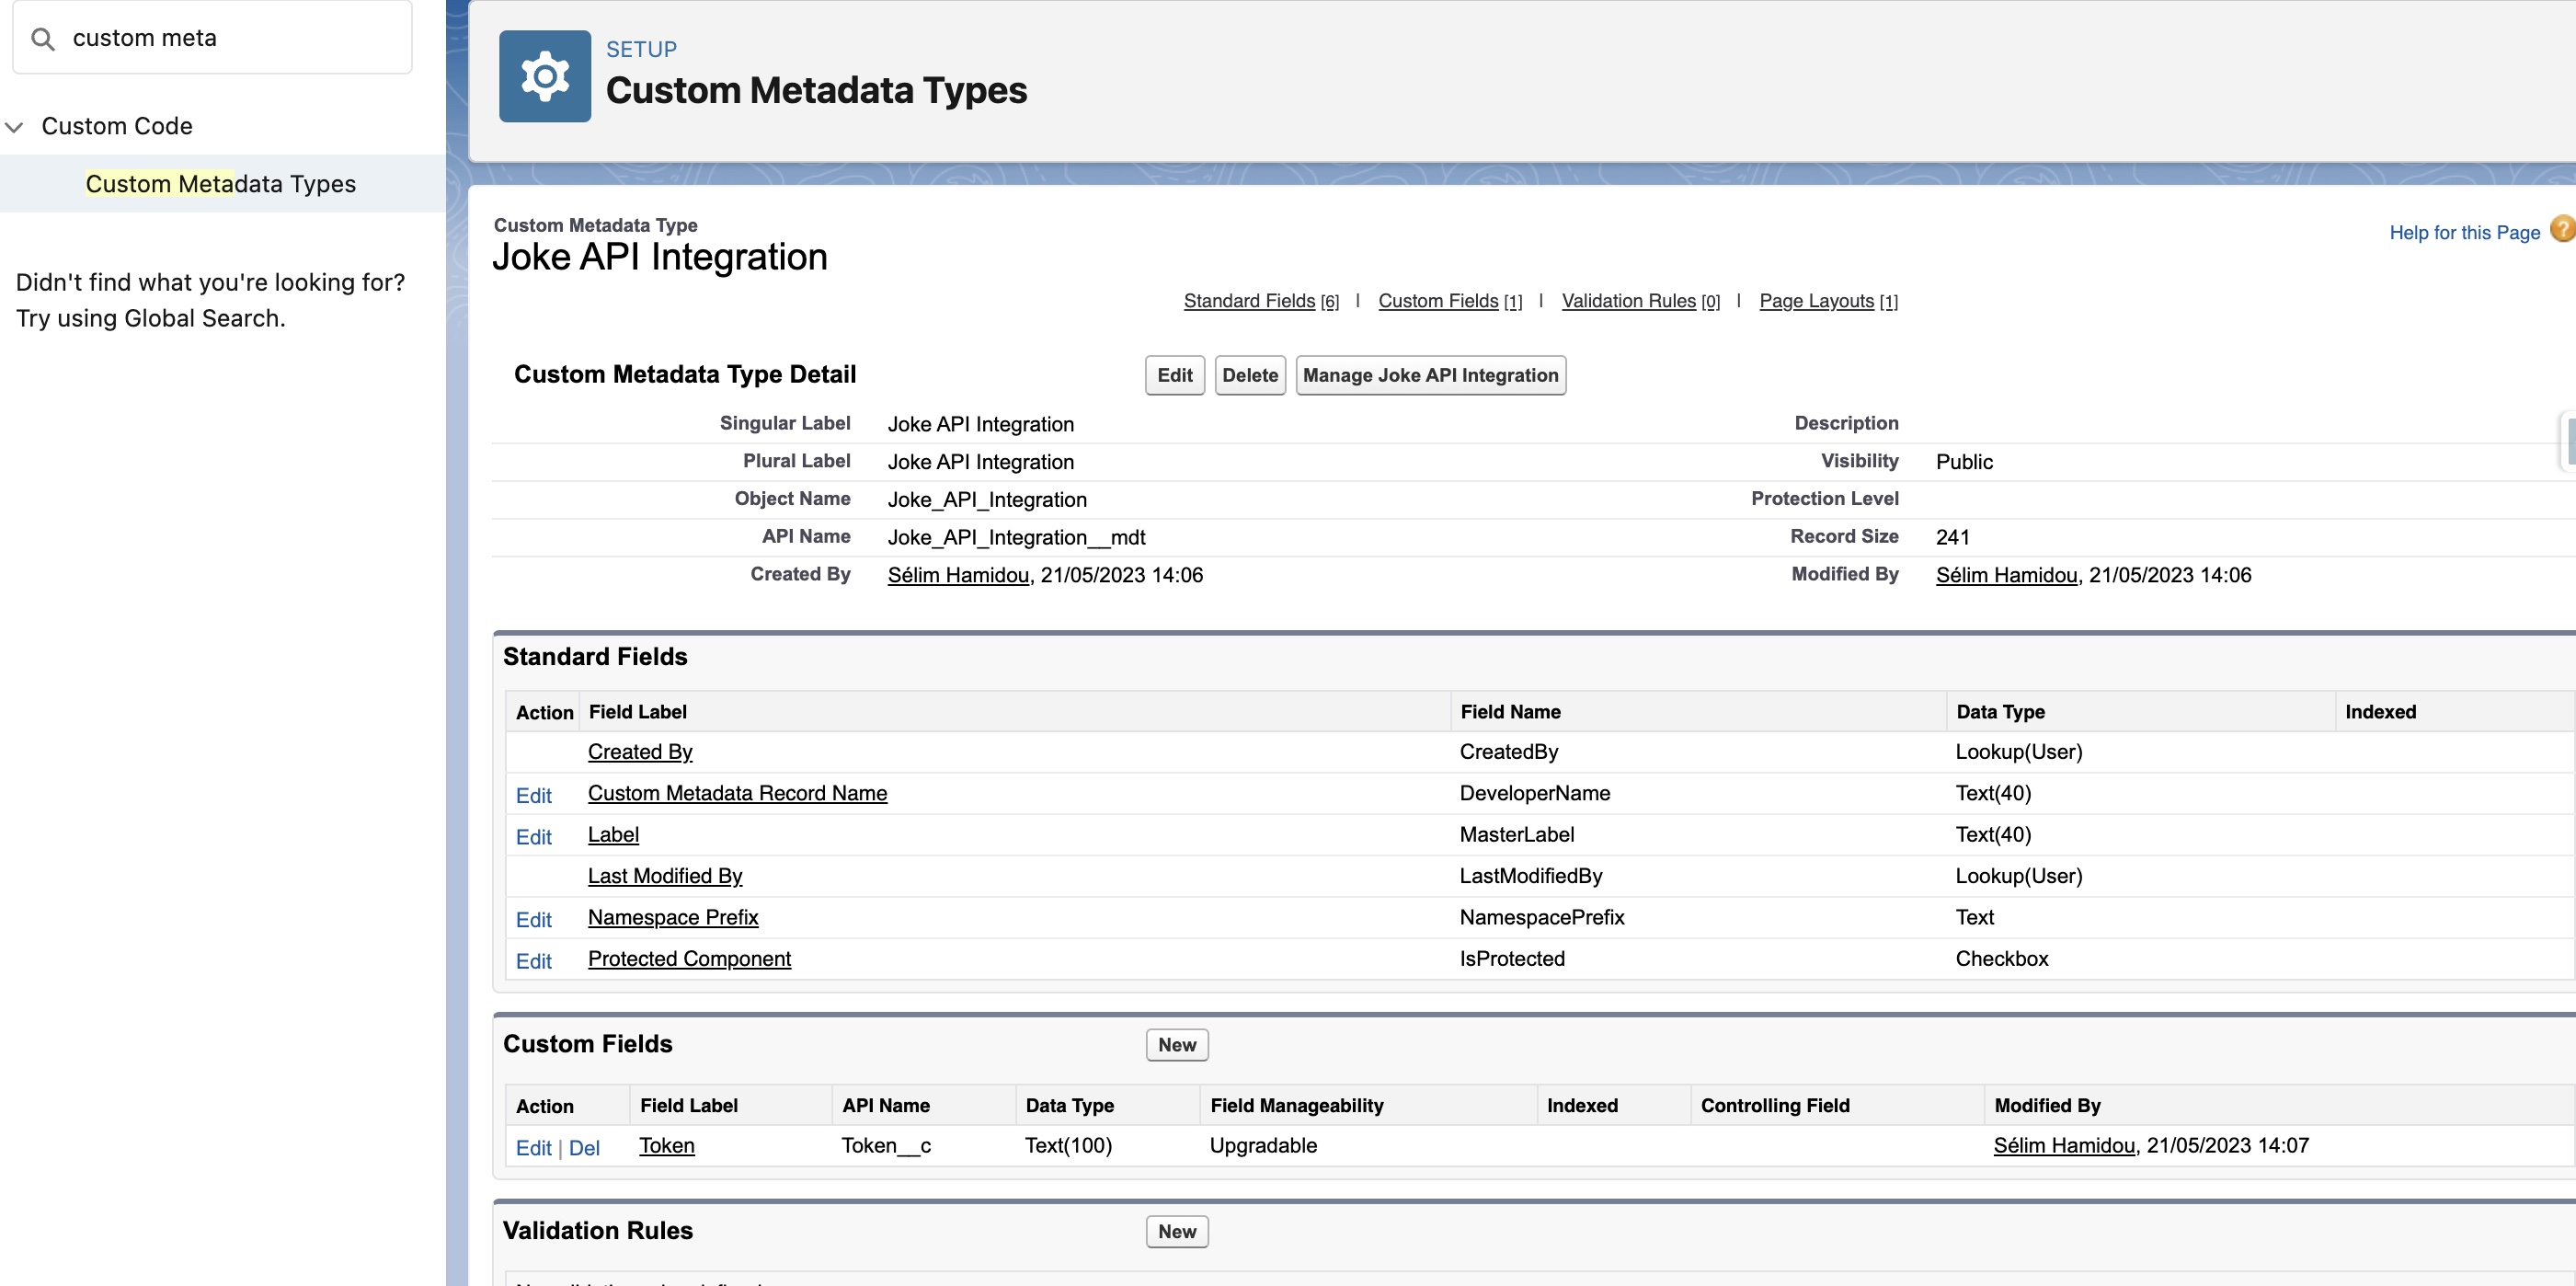 custom meta
Custom Code
Custom Metadata Types
Didn't find what you're looking for?
Try using Global Search.
SETUP
Custom Metadata Types
Custom Metadata Type
Joke API Integration
Help for this Page ?
Standard Fields [6] | Custom Fields [1] | Validation Rules [0] | Page Layouts [1]
Custom Metadata Type Detail Edit Delete Manage Joke API Integration
Singular Label Joke API Integration Description
Plural Label Joke API Integration Visibility Public
Object Name Joke_API_Integration Protection Level
API Name Joke_API_Integration__mdt Record Size 241
Created By Sélim Hamidou, 21/05/2023 14:06 Modified By Sélim Hamidou, 21/05/2023 14:06
Standard Fields
Action Field Label Field Name Data Type Indexed
Created By CreatedBy Lookup(User)
Edit Custom Metadata Record Name DeveloperName Text(40)
Edit Label MasterLabel Text(40)
Last Modified By LastModifiedBy Lookup(User)
Edit Namespace Prefix NamespacePrefix Text
Edit Protected Component IsProtected Checkbox
Custom Fields New
Action Field Label API Name Data Type Field Manageability Indexed Controlling Field Modified By
Edit | Del Token Token__c Text(100) Upgradable Sélim Hamidou, 21/05/2023 14:07
Validation Rules New